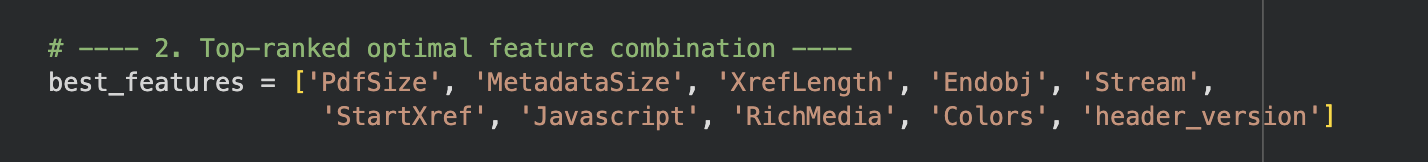 # ---- 2. Top-ranked optimal feature combination ----
best_features = ['PdfSize', 'MetadataSize', 'XrefLength', 'Endobj', 'Stream',
'StartXref', 'Javascript', 'RichMedia', 'Colors', 'header_version']